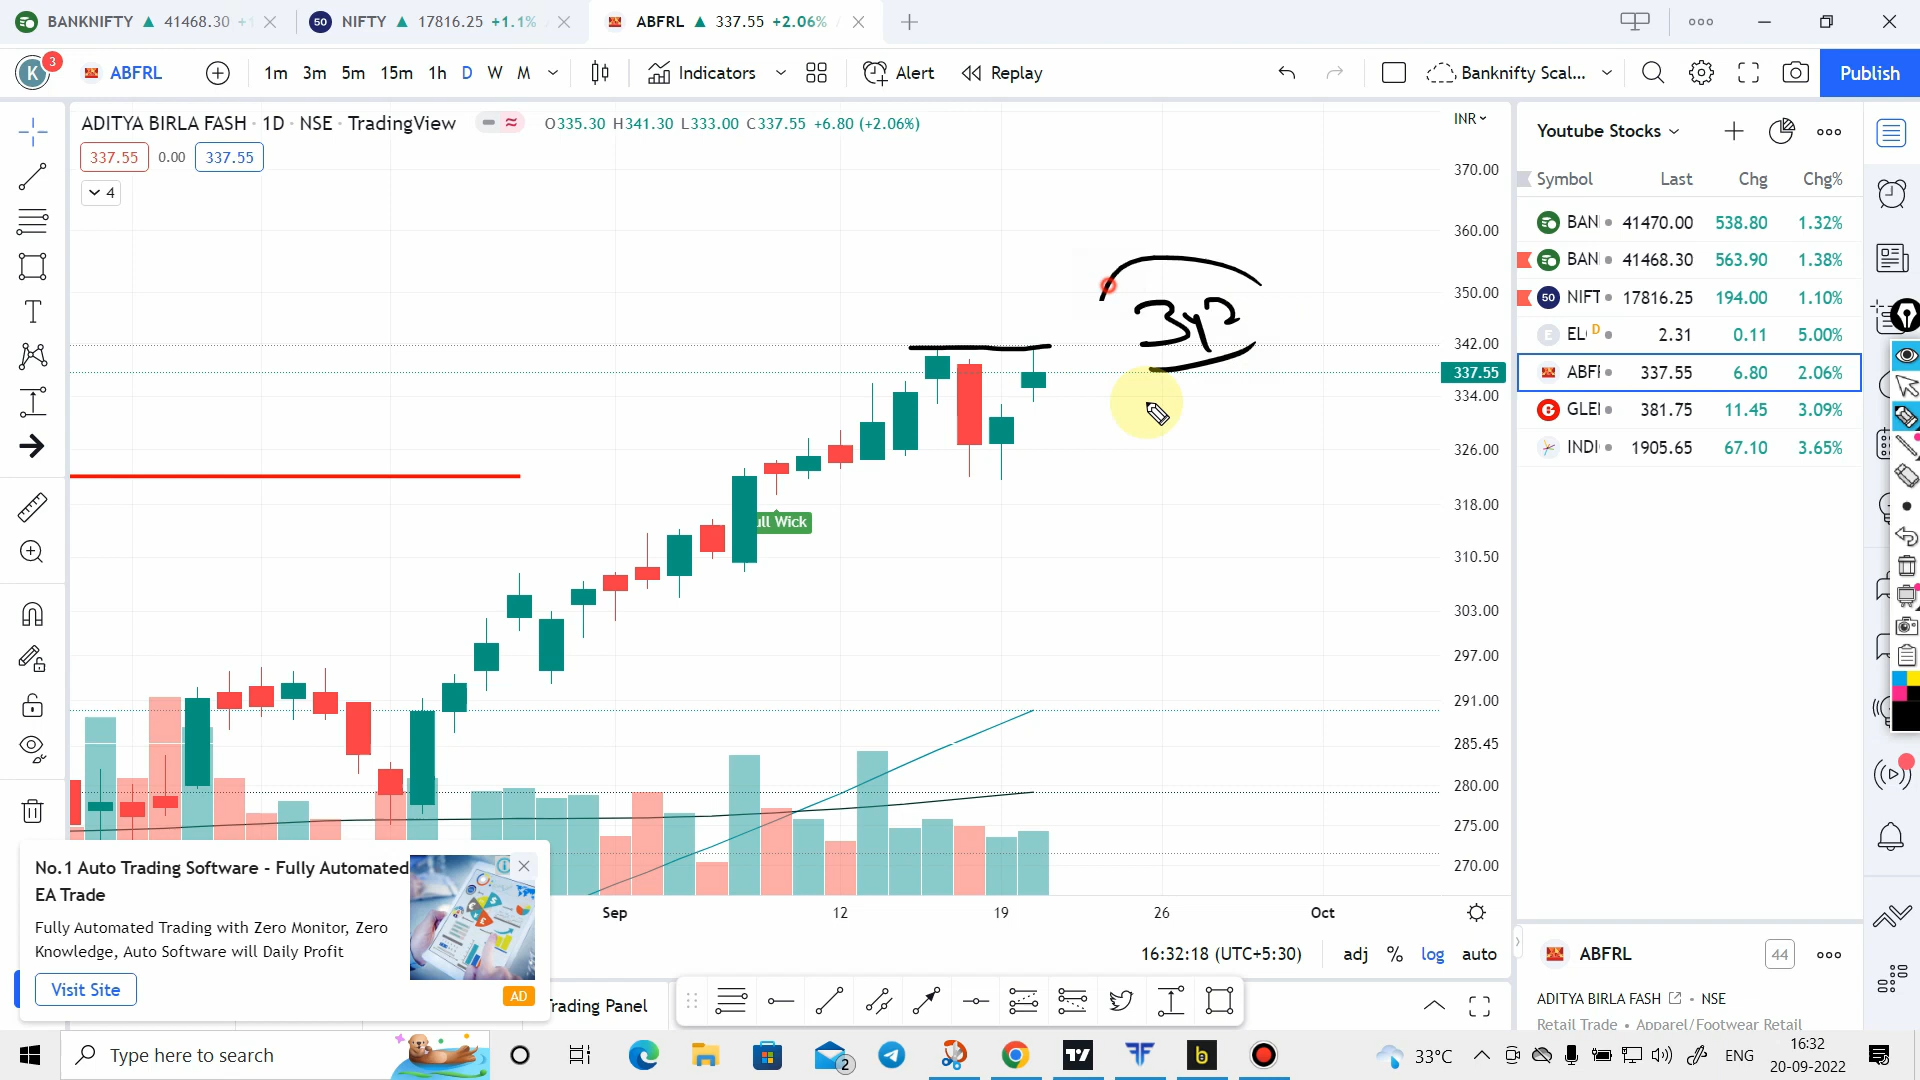 BANKNIFTY ▲ 41468.30 +1
50 NIFTY ▲ 17816.25 +1.1%
ABFRL ▲ 337.55 +2.06%
K 3 ABFRL 1m 3m 5m 15m 1h D W M Indicators Alert Replay Banknifty Scal... Publish
ADITYA BIRLA FASH · 1D · NSE · TradingView O335.30 H341.30 L333.00 C337.55 +6.80 (+2.06%)
337.55 0.00 337.55
4
INR
370.00
360.00
350.00
342.00
337.55
334.00
326.00
318.00
310.50
303.00
297.00
291.00
285.45
280.00
275.00
270.00
342
ull Wick
Sep 12 19 26 Oct
16:32:18 (UTC+5:30) adj % log auto
Youtube Stocks
Symbol Last Chg Chg%
BAN 41470.00 538.80 1.32%
BAN 41468.30 563.90 1.38%
50 NIFT 17816.25 194.00 1.10%
E EL D 2.31 0.11 5.00%
ABF 337.55 6.80 2.06%
GLE 381.75 11.45 3.09%
INDI 1905.65 67.10 3.65%
ABFRL 44
ADITYA BIRLA FASH • NSE
Retail Trade • Apparel/Footwear Retail
No.1 Auto Trading Software - Fully Automated
EA Trade
Fully Automated Trading with Zero Monitor, Zero
Knowledge, Auto Software will Daily Profit
Visit Site
AD
rading Panel
Type here to search
2
33°C ENG 16:32
20-09-2022